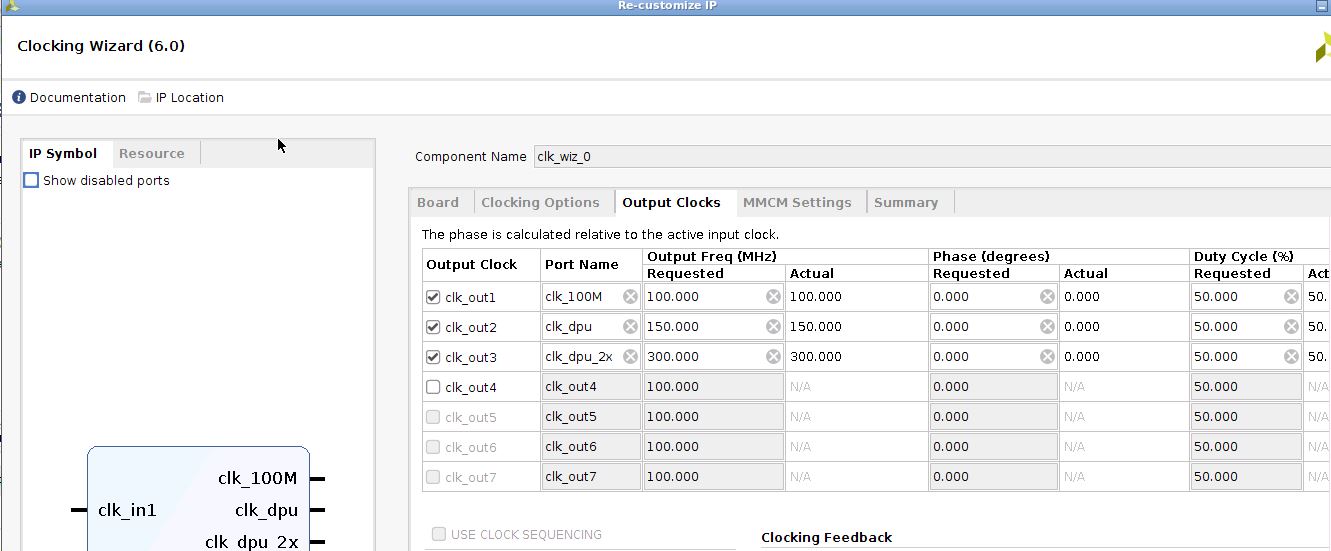 Re-customize IP
Clocking Wizard (6.0)
Documentation IP Location
IP Symbol Resource
Show disabled ports
clk_100M
clk_in1 clk_dpu
clk_dpu_2x
Component Name clk_wiz_0
Board Clocking Options Output Clocks MMCM Settings Summary
The phase is calculated relative to the active input clock.
Output Clock Port Name Output Freq (MHz) Phase (degrees) Duty Cycle (%)
Requested Actual Requested Actual Requested Act
clk_out1 clk_100M 100.000 100.000 0.000 0.000 50.000 50.
clk_out2 clk_dpu 150.000 150.000 0.000 0.000 50.000 50.
clk_out3 clk_dpu_2x 300.000 300.000 0.000 0.000 50.000 50.
clk_out4 clk_out4 100.000 N/A 0.000 N/A 50.000 N/A
clk_out5 clk_out5 100.000 N/A 0.000 N/A 50.000 N/A
clk_out6 clk_out6 100.000 N/A 0.000 N/A 50.000 N/A
clk_out7 clk_out7 100.000 N/A 0.000 N/A 50.000 N/A
USE CLOCK SEQUENCING Clocking Feedback